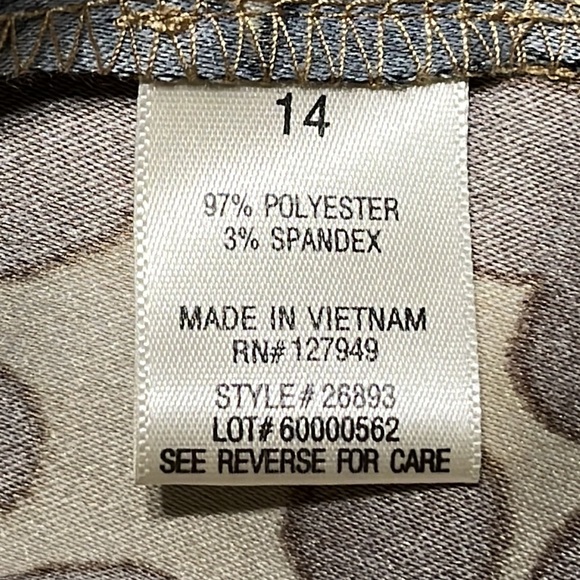 14
97% POLYESTER
3% SPANDEX
MADE IN VIETNAM
RN# 127949
STYLE# 26893
LOT# 60000562
SEE REVERSE FOR CARE